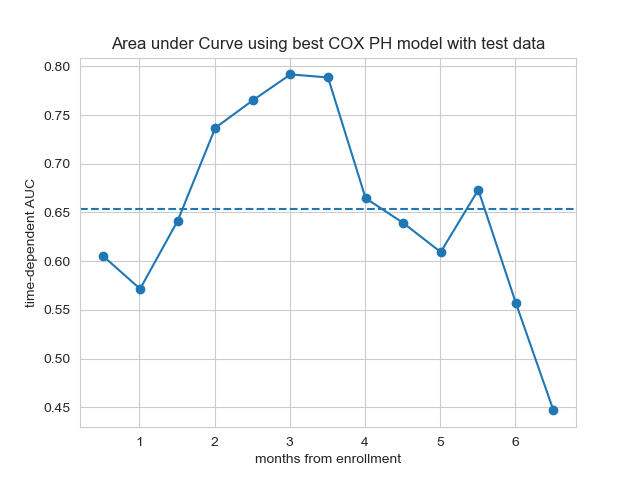 Area under Curve using best COX PH model with test data
0.80
0.75
0.70
0.65
0.60
0.55
0.50
0.45
time-dependent AUC
1 2 3 4 5 6
months from enrollment